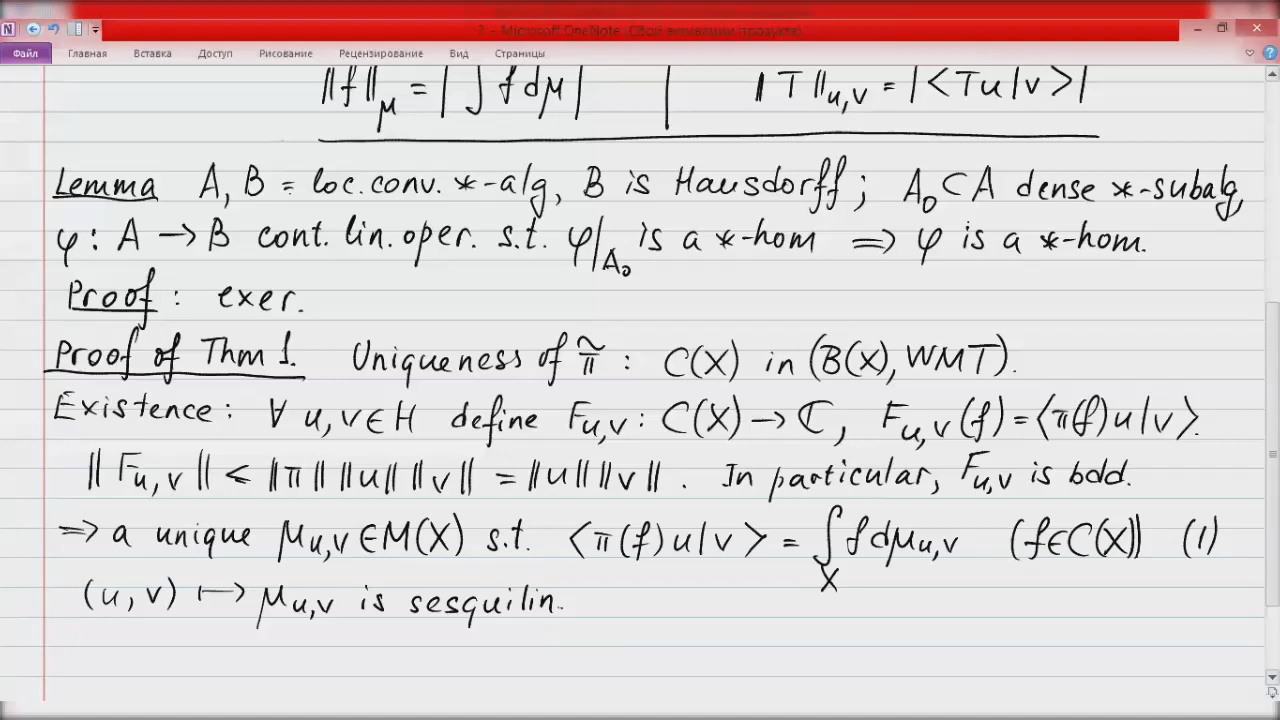 2 - Microsoft OneNote (Сбой активации продукта)
Файл Главная Вставка Доступ Рисование Рецензирование Вид Страницы
‖f‖_μ = |∫ f dμ| | ‖T‖_{u,v} = |<Tu|v>|
Lemma A, B = loc. conv. *-alg, B is Hausdorff; A₀ ⊂ A dense *-subalg,
φ: A → B cont. lin. oper. s.t. φ|_{A₀} is a *-hom ⟹ φ is a *-hom.
Proof: exer.
Proof of Thm 1. Uniqueness of π̃: C(X) in (B(X), WMT).
Existence: ∀ u, v ∈ H define F_{u,v}: C(X) → ℂ, F_{u,v}(f) = ⟨π(f)u|v⟩.
‖F_{u,v}‖ ≤ ‖π‖ ‖u‖ ‖v‖ = ‖u‖ ‖v‖. In particular, F_{u,v} is bdd.
⟹ a unique μ_{u,v} ∈ M(X) s.t. ⟨π(f)u|v⟩ = ∫_X f dμ_{u,v} (f ∈ C(X)) (1)
(u, v) ↦ μ_{u,v} is sesquilin.